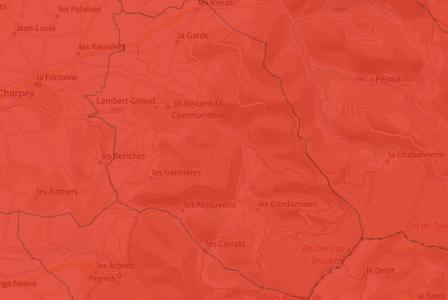 les Rimas
les Palaives
Jean-Louis
la Garde
les Ramières
la Fontaine
Charpey
Pejoux
Lambert-Giraud
St-Vincent-la
Commanderie
les Beriches
la Chabannerie
les Galinières
les Rattiers
les Abreuvoirs
les Condamines
Col de
les Carrats
Rochers de la
les Arbods
Peyrus
le Detet